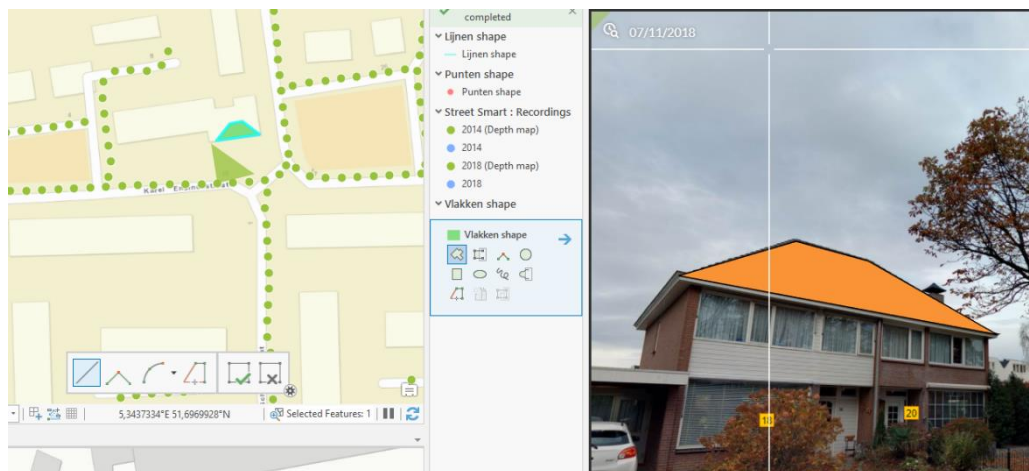 completed
Lijnen shape
Lijnen shape
Punten shape
Punten shape
Street Smart : Recordings
2014 (Depth map)
2014
2018 (Depth map)
2018
Vlakken shape
Vlakken shape
5,3437334°E 51,6969928°N
Selected Features: 1
07/11/2018
18
20